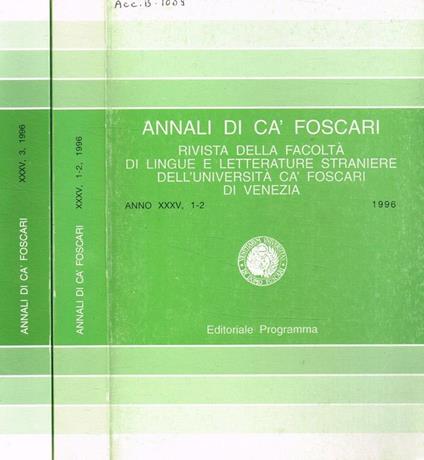 Acc. B. 1009
ANNALI DI CA' FOSCARI
RIVISTA DELLA FACOLTÀ
DI LINGUE E LETTERATURE STRANIERE
DELL'UNIVERSITÀ CA' FOSCARI
DI VENEZIA
ANNO XXXV, 1-2 1996
Editoriale Programma
ANNALI DI CA' FOSCARI XXXV, 3, 1996
ANNALI DI CA' FOSCARI XXXV, 1-2, 1996